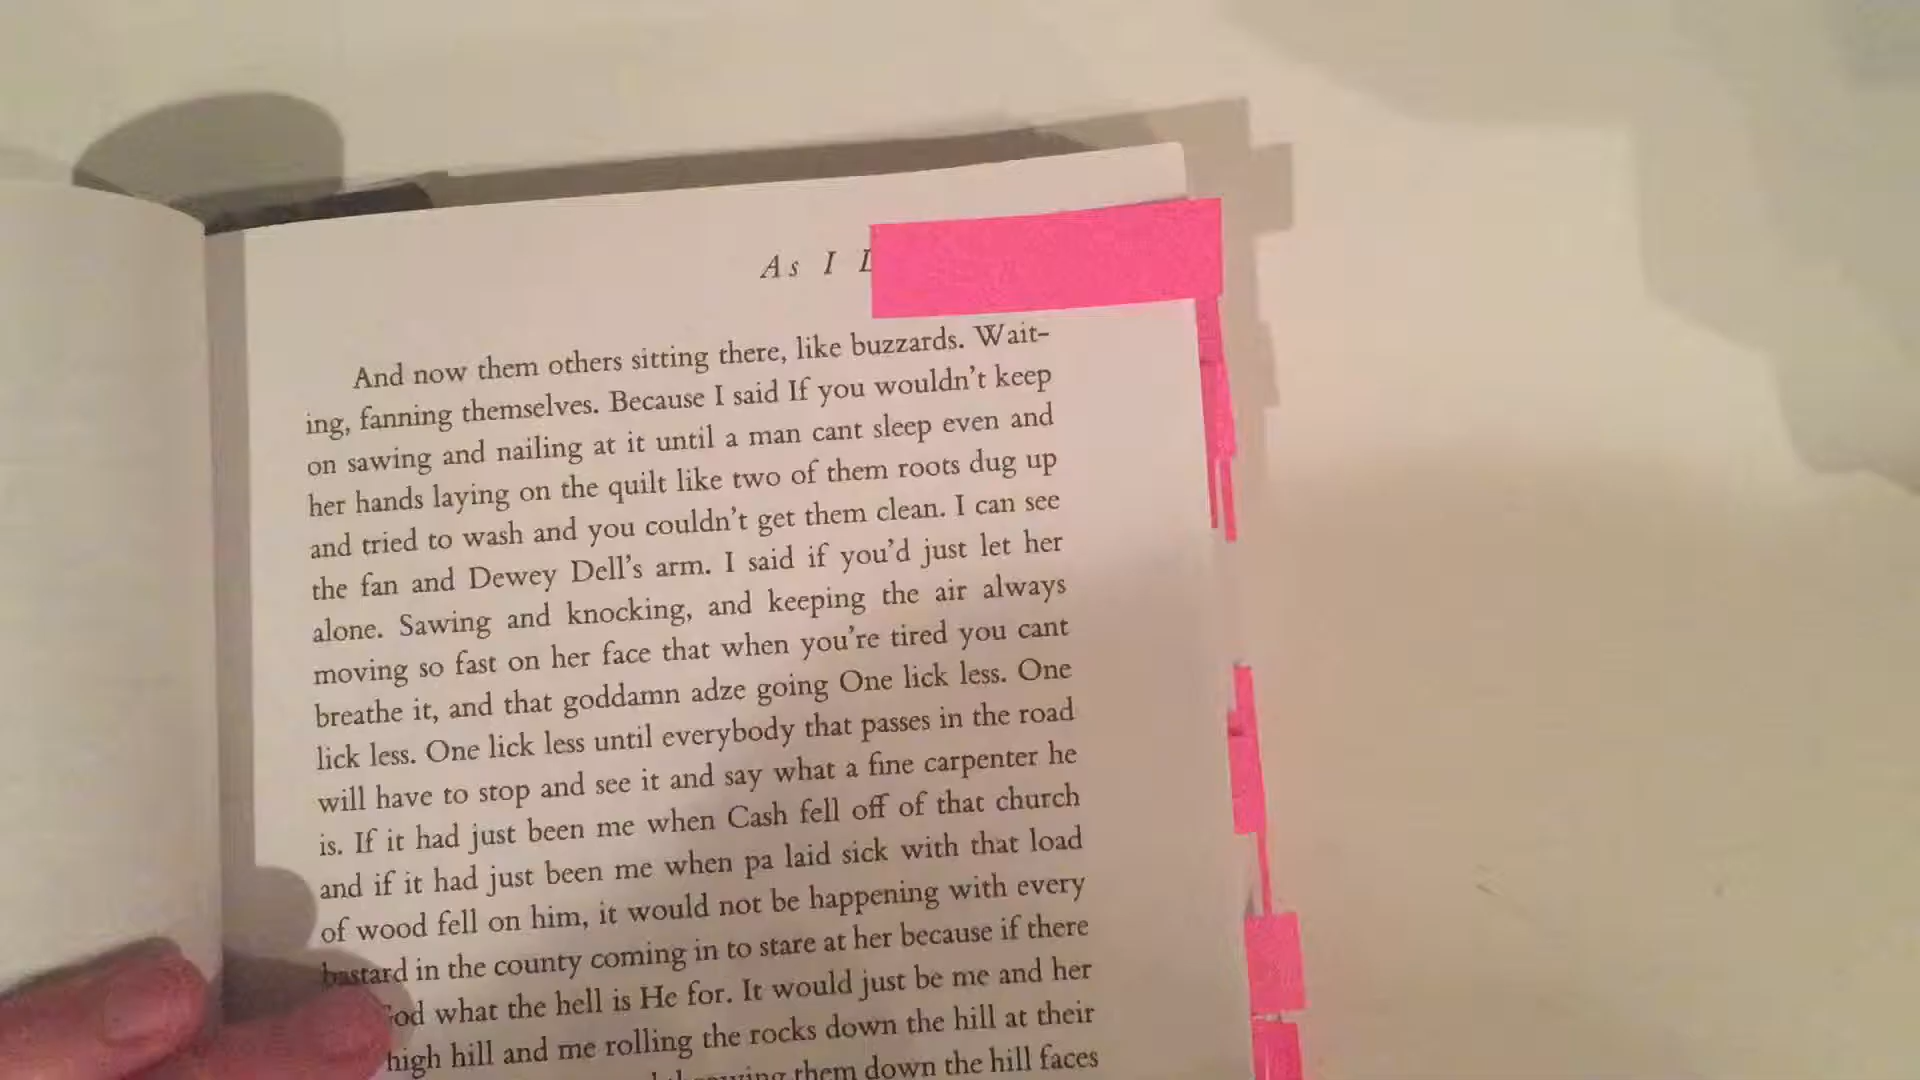 As I
And now them others sitting there, like buzzards. Wait-
ing, fanning themselves. Because I said If you wouldn't keep
on sawing and nailing at it until a man cant sleep even and
her hands laying on the quilt like two of them roots dug up
and tried to wash and you couldn't get them clean. I can see
the fan and Dewey Dell's arm. I said if you'd just let her
alone. Sawing and knocking, and keeping the air always
moving so fast on her face that when you're tired you cant
breathe it, and that goddamn adze going One lick less. One
lick less. One lick less until everybody that passes in the road
will have to stop and see it and say what a fine carpenter he
is. If it had just been me when Cash fell off of that church
and if it had just been me when pa laid sick with that load
of wood fell on him, it would not be happening with every
bastard in the county coming in to stare at her because if there
what the hell is He for. It would just be me and her
high hill and me rolling the rocks down the hill at their
them down the hill faces